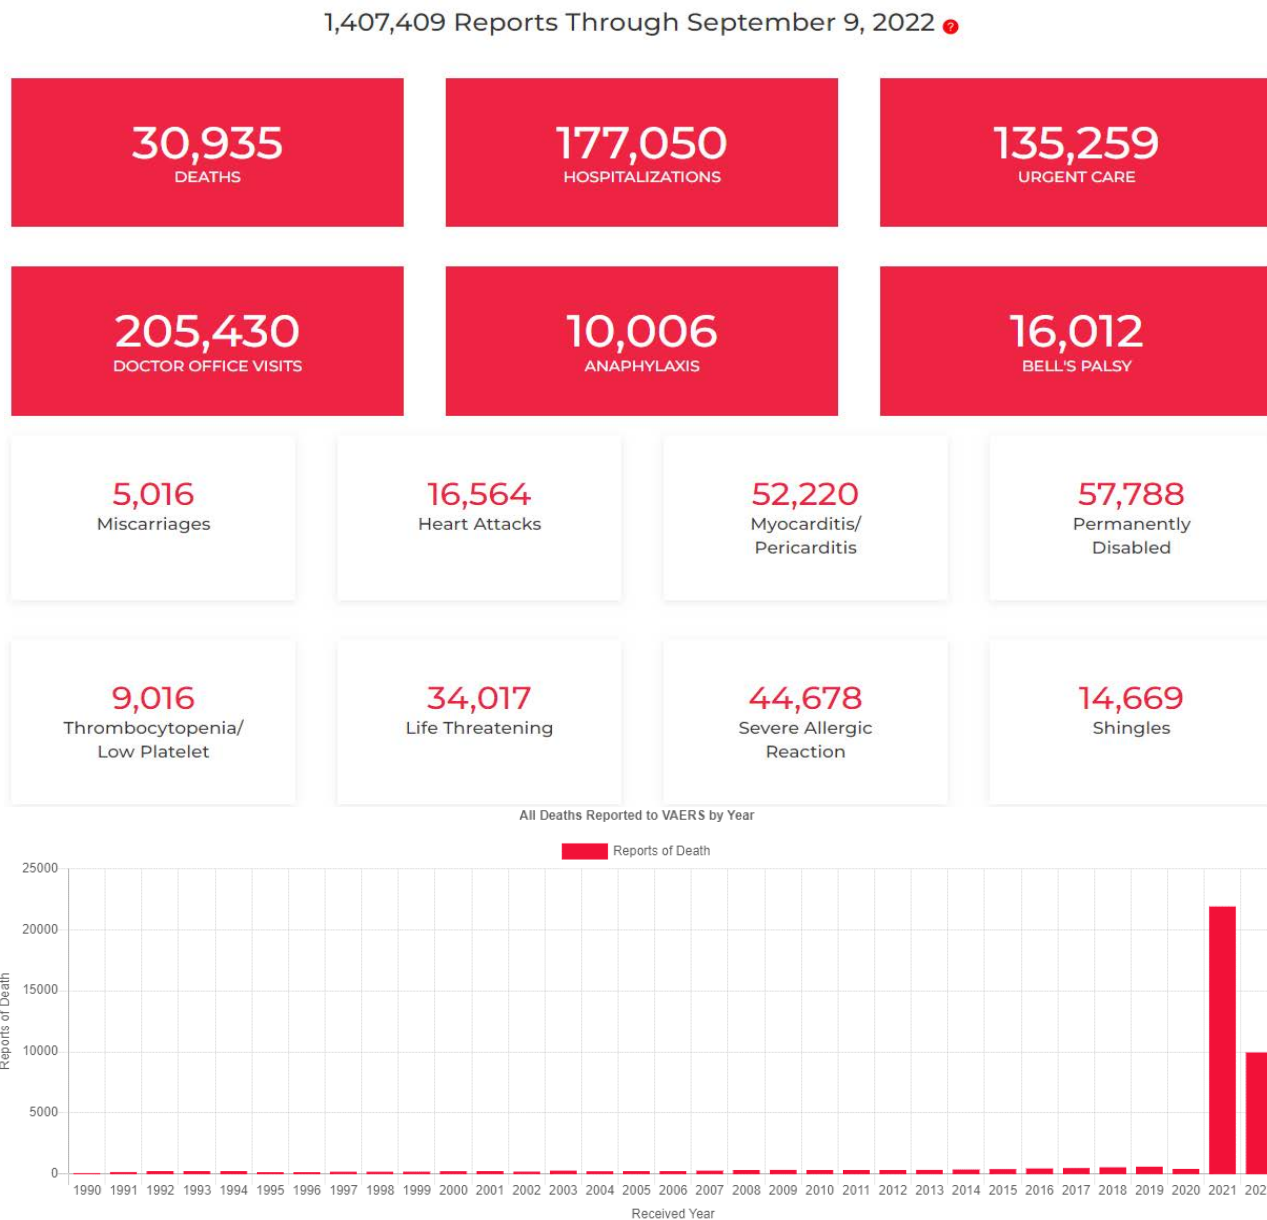 1,407,409 Reports Through September 9, 2022 ?
30,935
DEATHS
177,050
HOSPITALIZATIONS
135,259
URGENT CARE
205,430
DOCTOR OFFICE VISITS
10,006
ANAPHYLAXIS
16,012
BELL'S PALSY
5,016
Miscarriages
16,564
Heart Attacks
52,220
Myocarditis/
Pericarditis
57,788
Permanently
Disabled
9,016
Thrombocytopenia/
Low Platelet
34,017
Life Threatening
44,678
Severe Allergic
Reaction
14,669
Shingles
All Deaths Reported to VAERS by Year
Reports of Death
Reports of Death
25000
20000
15000
10000
5000
0
1990 1991 1992 1993 1994 1995 1996 1997 1998 1999 2000 2001 2002 2003 2004 2005 2006 2007 2008 2009 2010 2011 2012 2013 2014 2015 2016 2017 2018 2019 2020 2021 202
Received Year